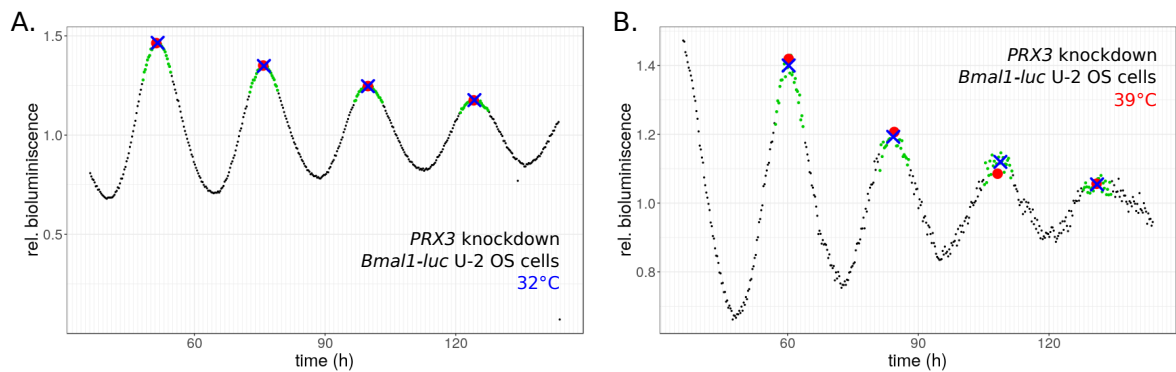 A.
rel. bioluminiscence
1.5
1.0
0.5
PRX3 knockdown
Bmal1-luc U-2 OS cells
32°C
60
90
120
time (h)
B.
rel. bioluminiscence
1.4
1.2
1.0
0.8
PRX3 knockdown
Bmal1-luc U-2 OS cells
39°C
60
90
120
time (h)